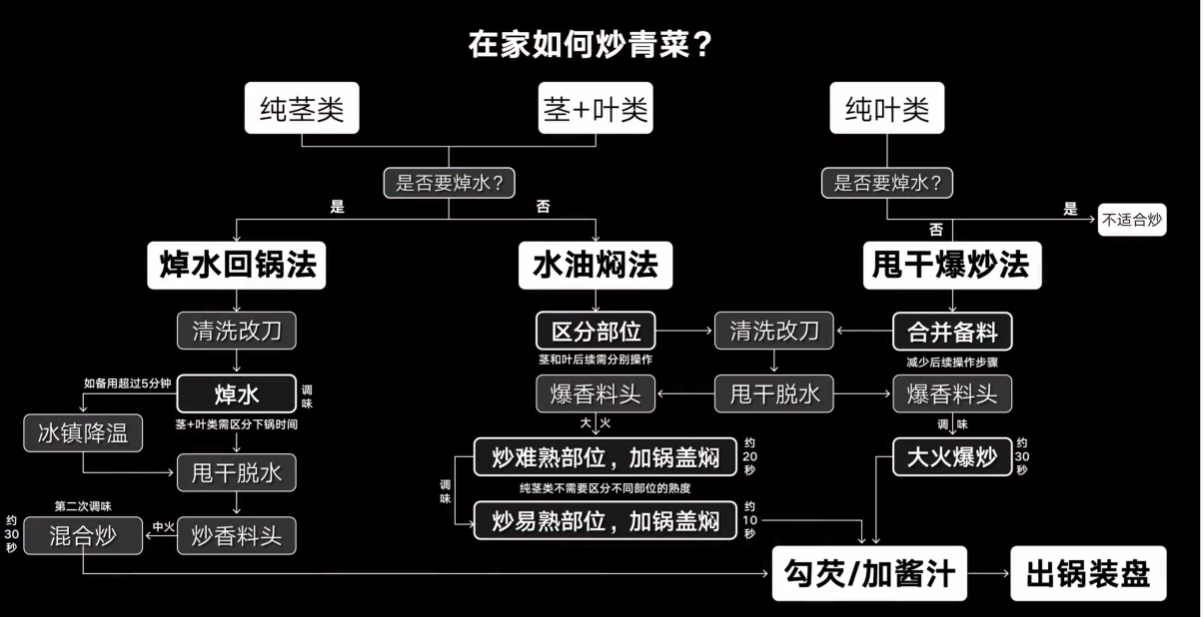 在家如何炒青菜？
纯茎类
茎+叶类
纯叶类
是否要焯水？
是否要焯水？
是
否
是
否
不适合炒
焯水回锅法
水油焖法
甩干爆炒法
清洗改刀
区分部位
清洗改刀
合并备料
茎和叶后续需分别操作
减少后续操作步骤
如备用超过5分钟
焯水
调味
茎+叶类需区分下锅时间
爆香料头
甩干脱水
爆香料头
冰镇降温
大火
调味
甩干脱水
炒难熟部位，加锅盖焖
约20秒
大火爆炒
约30秒
调味
纯茎类不需要区分不同部位的熟度
第二次调味
约30秒
混合炒
中火
炒香料头
炒易熟部位，加锅盖焖
约10秒
勾芡/加酱汁
出锅装盘